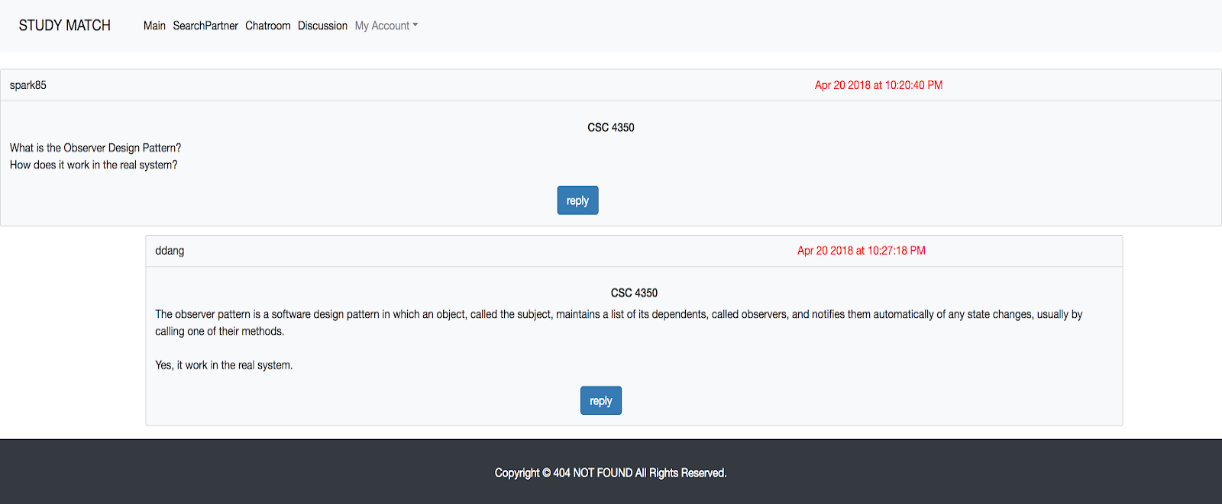 STUDY MATCH Main SearchPartner Chatroom Discussion My Account
spark85 Apr 20 2018 at 10:20:40 PM
CSC 4350
What is the Observer Design Pattern?
How does it work in the real system?
reply
ddang Apr 20 2018 at 10:27:18 PM
CSC 4350
The observer pattern is a software design pattern in which an object, called the subject, maintains a list of its dependents, called observers, and notifies them automatically of any state changes, usually by
calling one of their methods.
Yes, it work in the real system.
reply
Copyright © 404 NOT FOUND All Rights Reserved.